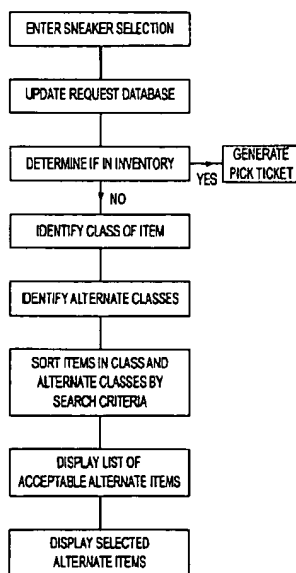 ENTER SNEAKER SELECTION
UPDATE REQUEST DATABASE
DETERMINE IF IN INVENTORY
YES
GENERATE
PICK TICKET
NO
IDENTIFY CLASS OF ITEM
IDENTIFY ALTERNATE CLASSES
SORT ITEMS IN CLASS AND
ALTERNATE CLASSES BY
SEARCH CRITERIA
DISPLAY LIST OF
ACCEPTABLE ALTERNATE ITEMS
DISPLAY SELECTED
ALTERNATE ITEMS